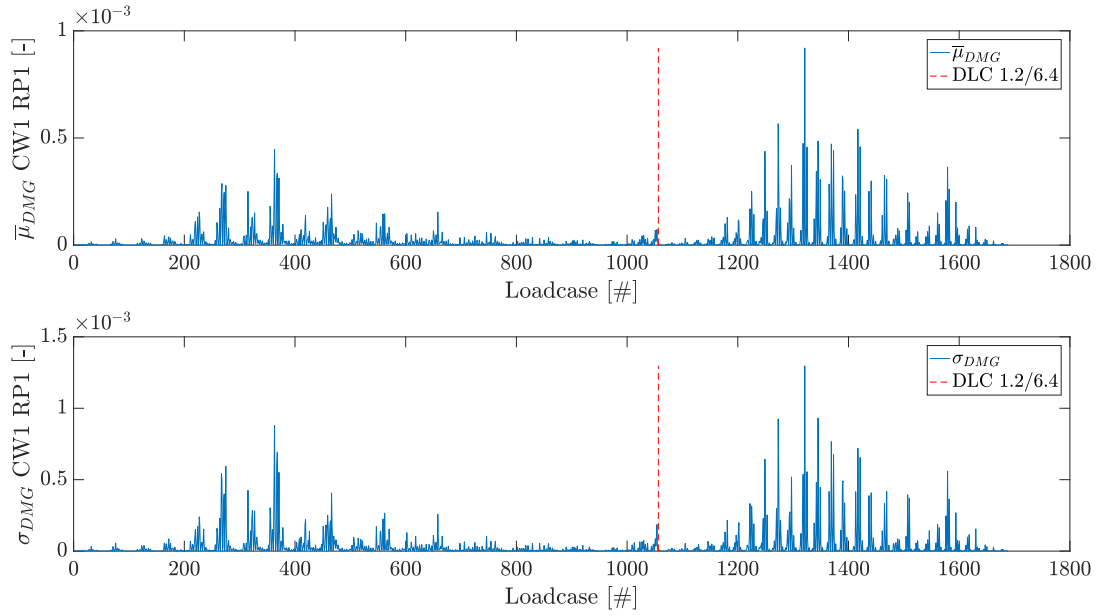 ×10⁻³
1
0.5
0
μ̅_DMG CW1 RP1 [-]
0 200 400 600 800 1000 1200 1400 1600 1800
Loadcase [#]
μ̅_DMG
DLC 1.2/6.4
×10⁻³
1.5
1
0.5
0
σ_DMG CW1 RP1 [-]
0 200 400 600 800 1000 1200 1400 1600 1800
Loadcase [#]
σ_DMG
DLC 1.2/6.4